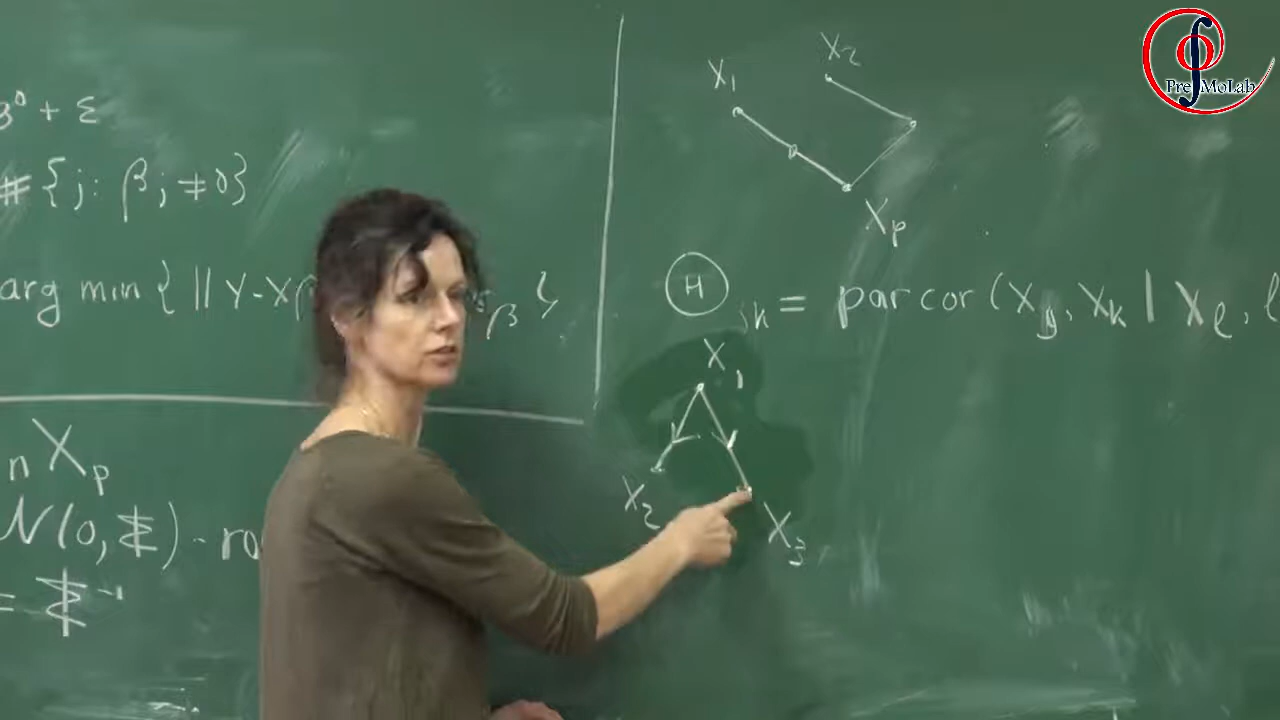 β⁰ + ε
# {j: βj ≠ 0}
arg min { || Y - Xβ
β }
n Xp
N(0, Σ) - ro
= Σ⁻¹
X1
X2
Xp
Ⓗjk = parcor(Xj, Xk | Xl, l
X1
X2
X3
PreMoLab